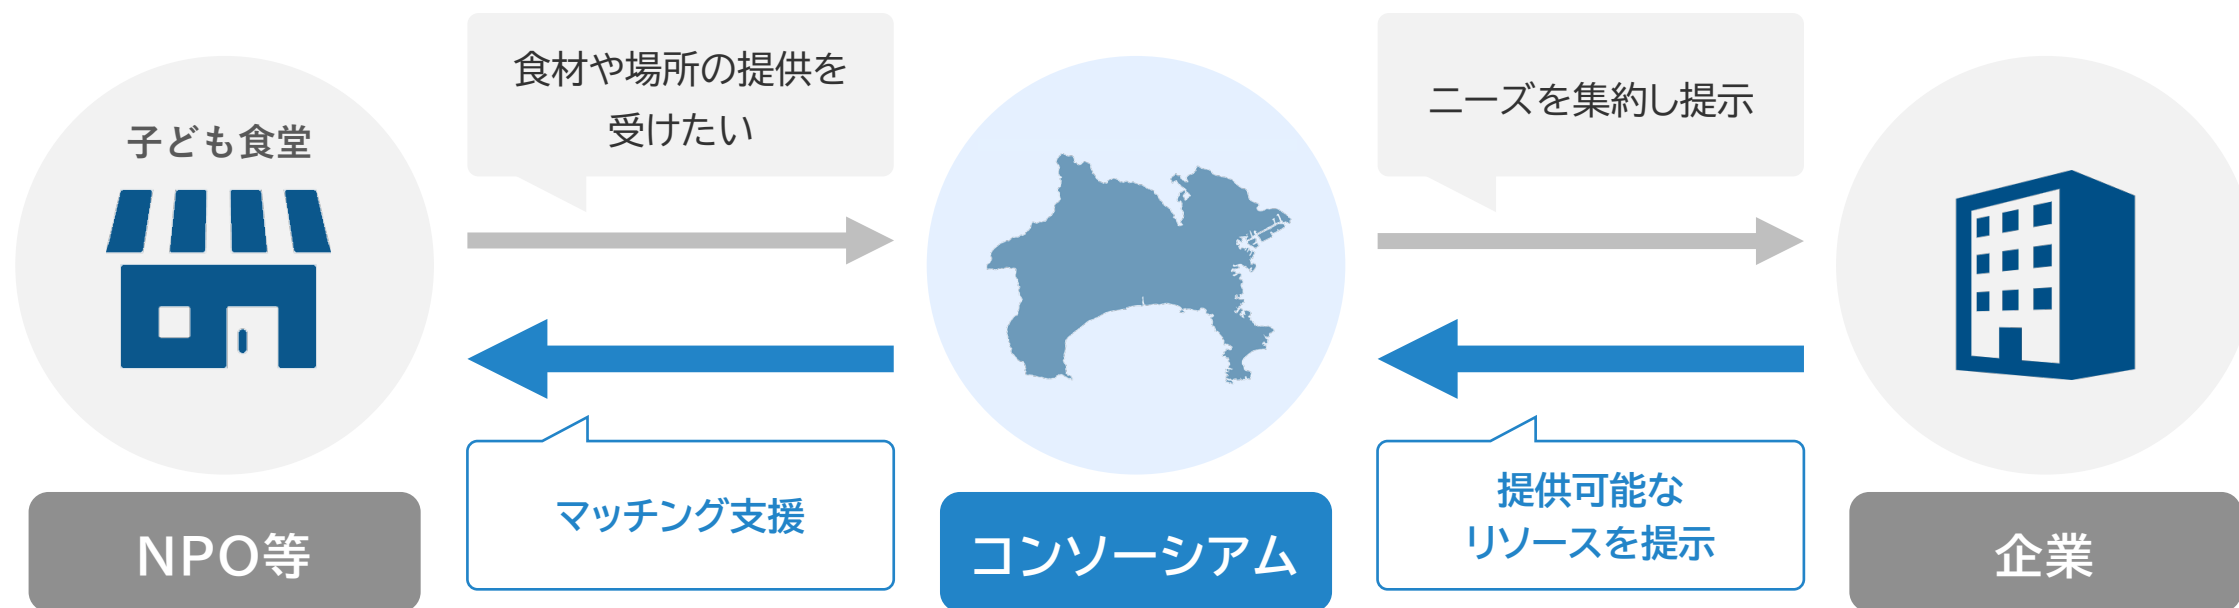 子ども食堂
NPO等
食材や場所の提供を
受けたい
マッチング支援
コンソーシアム
ニーズを集約し提示
提供可能な
リソースを提示
企業